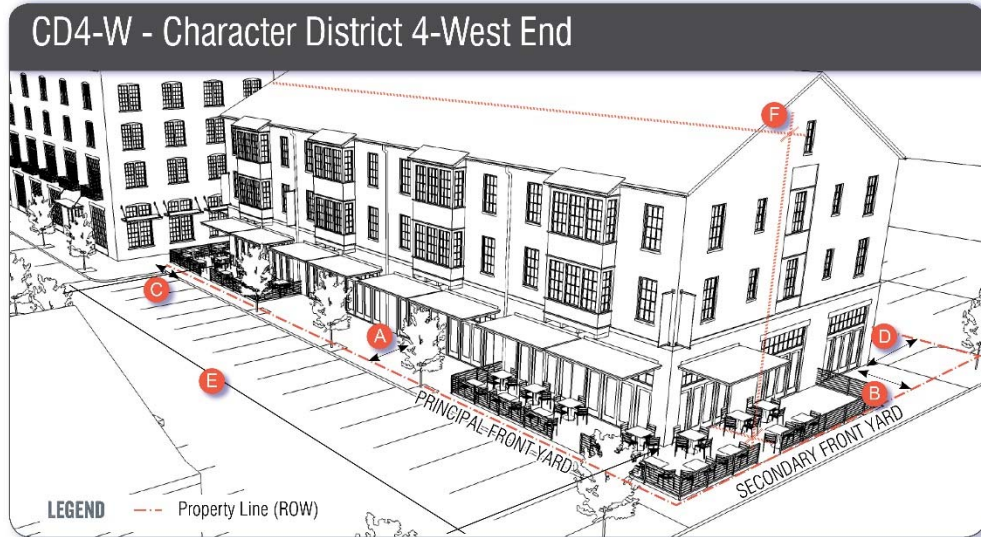 CD4-W - Character District 4-West End
F
C
A
D
E
B
PRINCIPAL FRONT YARD
SECONDARY FRONT YARD
LEGEND Property Line (ROW)